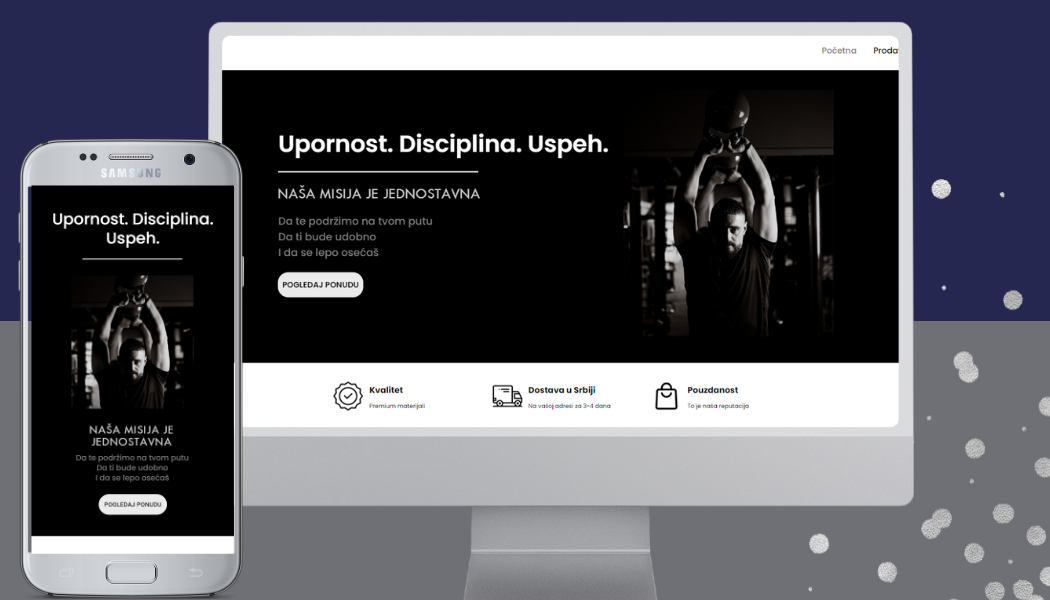 Početna Proda
Upornost. Disciplina. Uspeh.
NAŠA MISIJA JE JEDNOSTAVNA
Da te podržimo na tvom putu
Da ti bude udobno
I da se lepo osećaš
POGLEDAJ PONUDU
Kvalitet
Premium materijali
Dostava u Srbiji
Na vašoj adresi za 3-4 dana
Pouzdanost
To je naša reputacija
SAMSUNG
Upornost. Disciplina.
Uspeh.
NAŠA MISIJA JE
JEDNOSTAVNA
Da te podržimo na tvom putu
Da ti bude udobno
I da se lepo osećaš
POGLEDAJ PONUDU